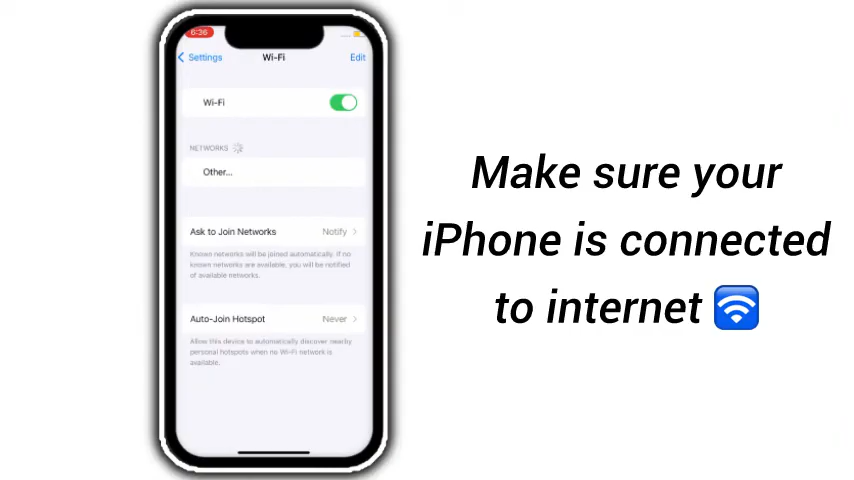 6:26
Settings
Wi-Fi
Edit
Wi-Fi
NETWORKS
Other...
Ask to Join Networks Notify
Known networks will be joined automatically. If no
known networks are available, you will be notified
of available networks.
Auto-Join Hotspot Never
Allow this device to automatically discover nearby
personal hotspots when no Wi-Fi network is
available.
Make sure your
iPhone is connected
to internet